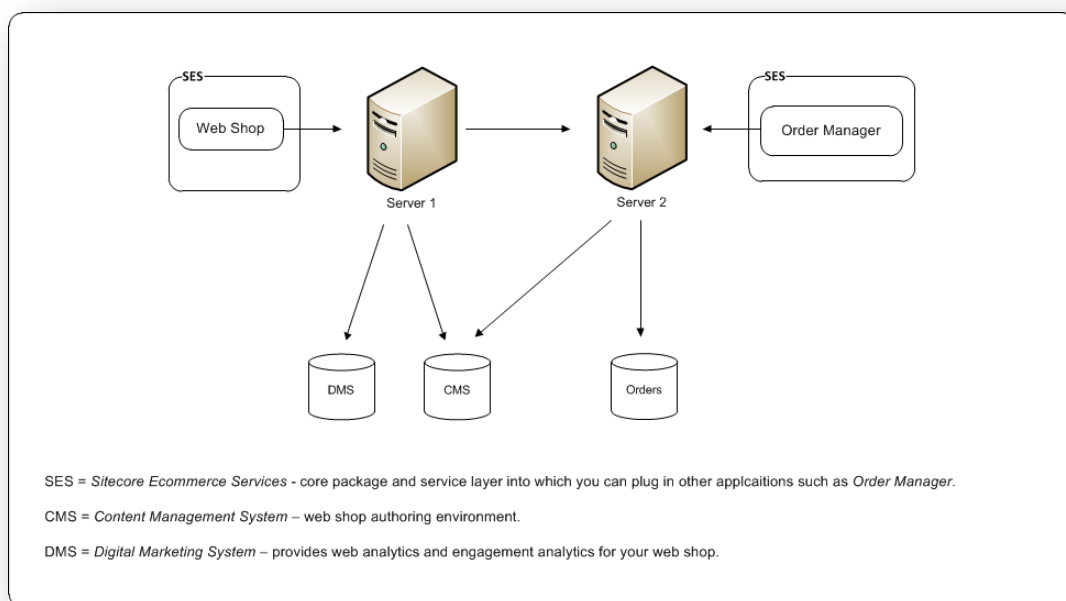 SES
SES
Web Shop
Order Manager
Server 1
Server 2
DMS
CMS
Orders
SES = Sitecore Ecommerce Services - core package and service layer into which you can plug in other applcaitions such as Order Manager.
CMS = Content Management System – web shop authoring environment.
DMS = Digital Marketing System – provides web analytics and engagement analytics for your web shop.